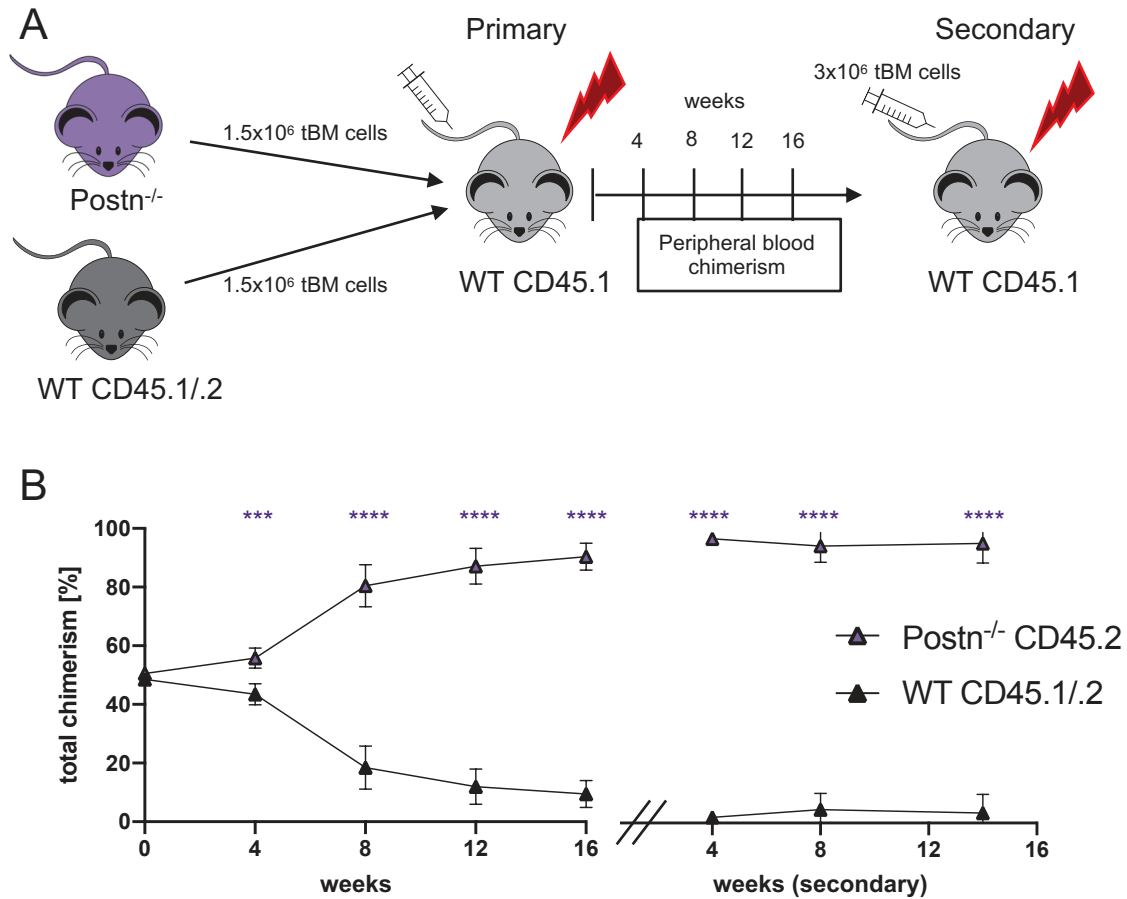 A
Primary
Secondary
3x10⁶ tBM cells
1.5x10⁶ tBM cells
weeks
4 8 12 16
Postn⁻/⁻
Peripheral blood
chimerism
1.5x10⁶ tBM cells
WT CD45.1
WT CD45.1
WT CD45.1/.2
B
*** **** **** **** **** **** ****
100
80
60
40
20
0
total chimerism [%]
Postn⁻/⁻ CD45.2
WT CD45.1/.2
0 4 8 12 16 4 8 12 16
weeks
weeks (secondary)